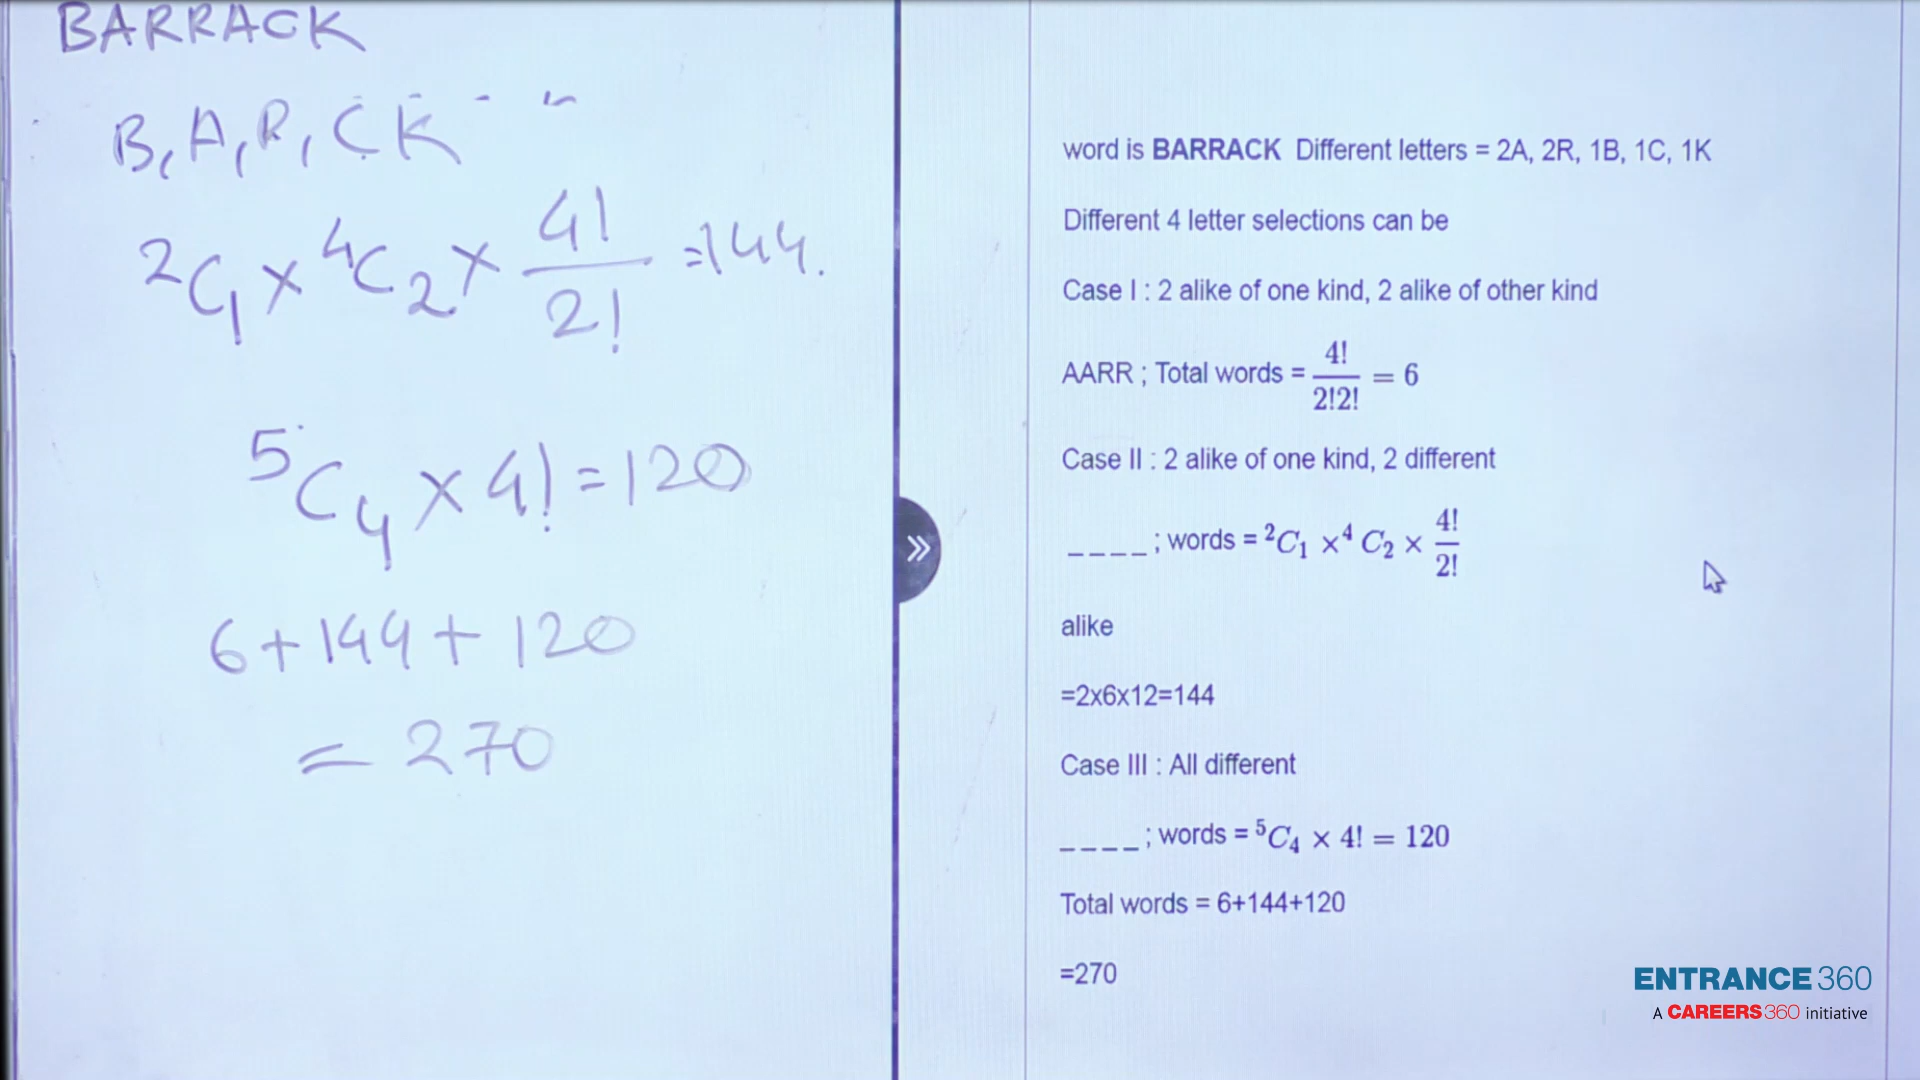 BARRACK
B, A, R, C K
²C₁ × ⁴C₂ × 4!/2! = 144.
⁵C₄ × 4! = 120
6 + 144 + 120
= 270
word is BARRACK Different letters = 2A, 2R, 1B, 1C, 1K
Different 4 letter selections can be
Case I : 2 alike of one kind, 2 alike of other kind
AARR ; Total words = 4!/2!2! = 6
Case II : 2 alike of one kind, 2 different
_ _ _ _ ; words = ²C₁ ×⁴ C₂ × 4!/2!
alike
=2x6x12=144
Case III : All different
_ _ _ _ ; words = ⁵C₄ × 4! = 120
Total words = 6+144+120
=270
ENTRANCE 360
A CAREERS360 initiative